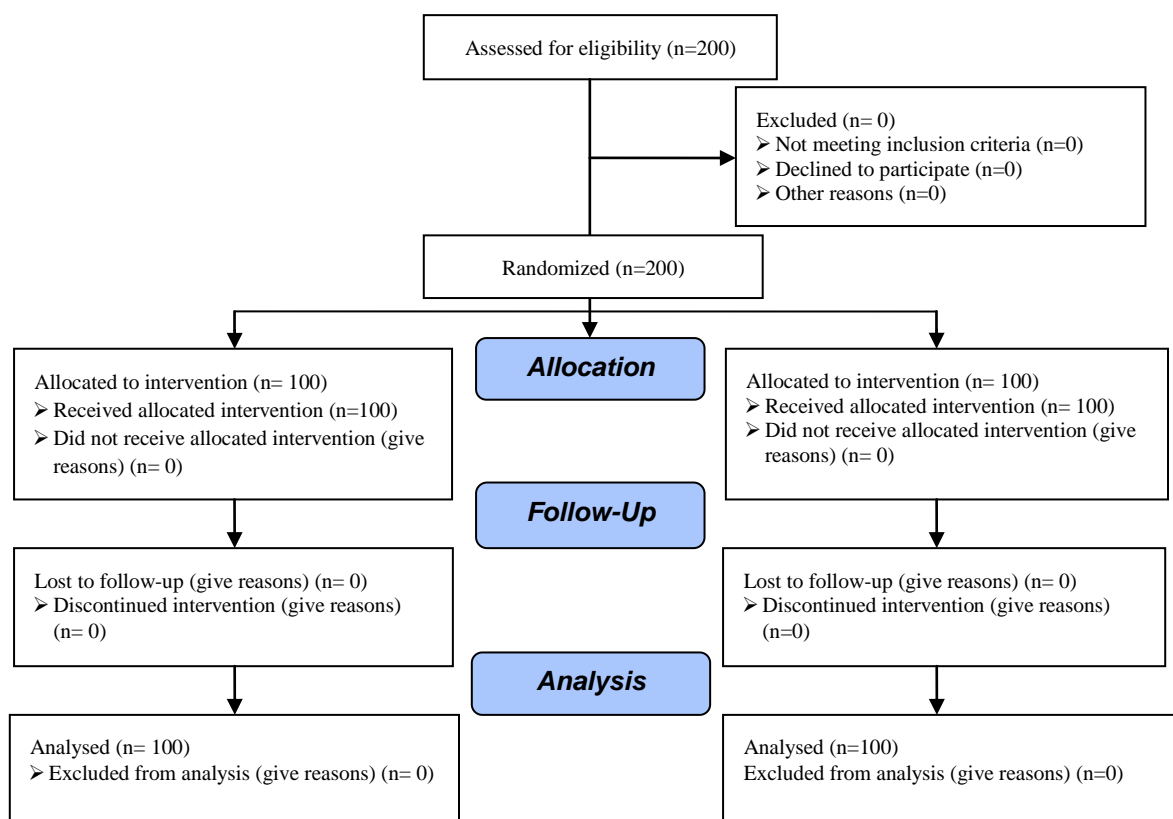 Assessed for eligibility (n=200)
Excluded (n= 0)
➢ Not meeting inclusion criteria (n=0)
➢ Declined to participate (n=0)
➢ Other reasons (n=0)
Randomized (n=200)
Allocation
Allocated to intervention (n= 100)
➢ Received allocated intervention (n=100)
➢ Did not receive allocated intervention (give
reasons) (n= 0)
Allocated to intervention (n= 100)
➢ Received allocated intervention (n= 100)
➢ Did not receive allocated intervention (give
reasons) (n= 0)
Follow-Up
Lost to follow-up (give reasons) (n= 0)
➢ Discontinued intervention (give reasons)
(n= 0)
Lost to follow-up (give reasons) (n= 0)
➢ Discontinued intervention (give reasons)
(n=0)
Analysis
Analysed (n= 100)
➢ Excluded from analysis (give reasons) (n= 0)
Analysed (n=100)
Excluded from analysis (give reasons) (n=0)